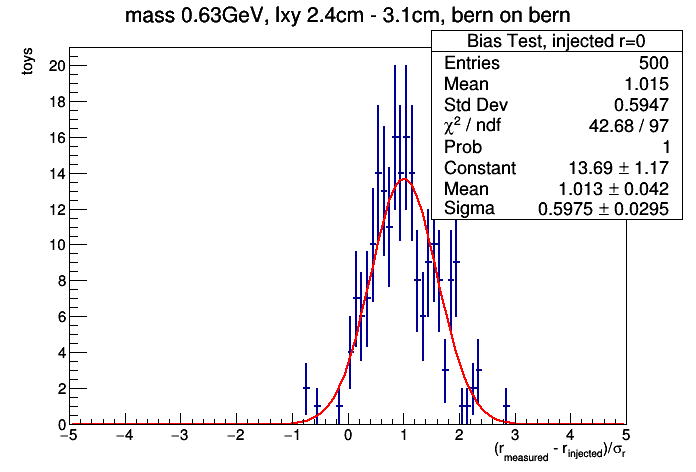 mass 0.63GeV, lxy 2.4cm - 3.1cm, bern on bern
Bias Test, injected r=0
Entries 500
Mean 1.015
Std Dev 0.5947
χ² / ndf 42.68 / 97
Prob 1
Constant 13.69 ± 1.17
Mean 1.013 ± 0.042
Sigma 0.5975 ± 0.0295
toys
20
18
16
14
12
10
8
6
4
2
0
−5 −4 −3 −2 −1 0 1 2 3 4 5
(r_measured - r_injected)/σ_r